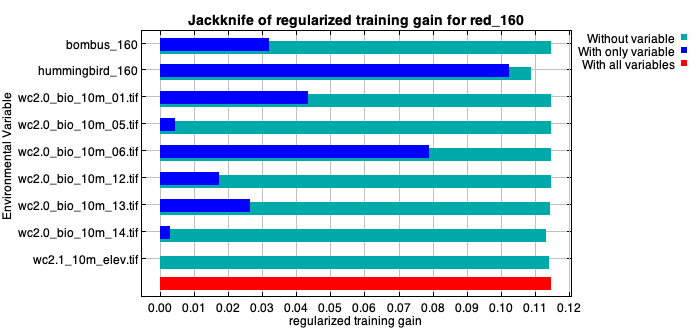 Jackknife of regularized training gain for red_160
Without variable
With only variable
With all variables
Environmental Variable
bombus_160
hummingbird_160
wc2.0_bio_10m_01.tif
wc2.0_bio_10m_05.tif
wc2.0_bio_10m_06.tif
wc2.0_bio_10m_12.tif
wc2.0_bio_10m_13.tif
wc2.0_bio_10m_14.tif
wc2.1_10m_elev.tif
0.00 0.01 0.02 0.03 0.04 0.05 0.06 0.07 0.08 0.09 0.10 0.11 0.12
regularized training gain